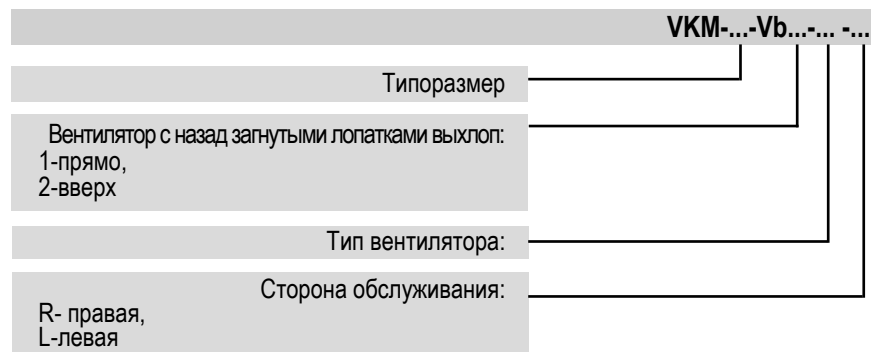 VKM-...-Vb...-... -...
Типоразмер
Вентилятор с назад загнутыми лопатками выхлоп:
1-прямо,
2-вверх
Тип вентилятора:
Сторона обслуживания:
R- правая,
L-левая